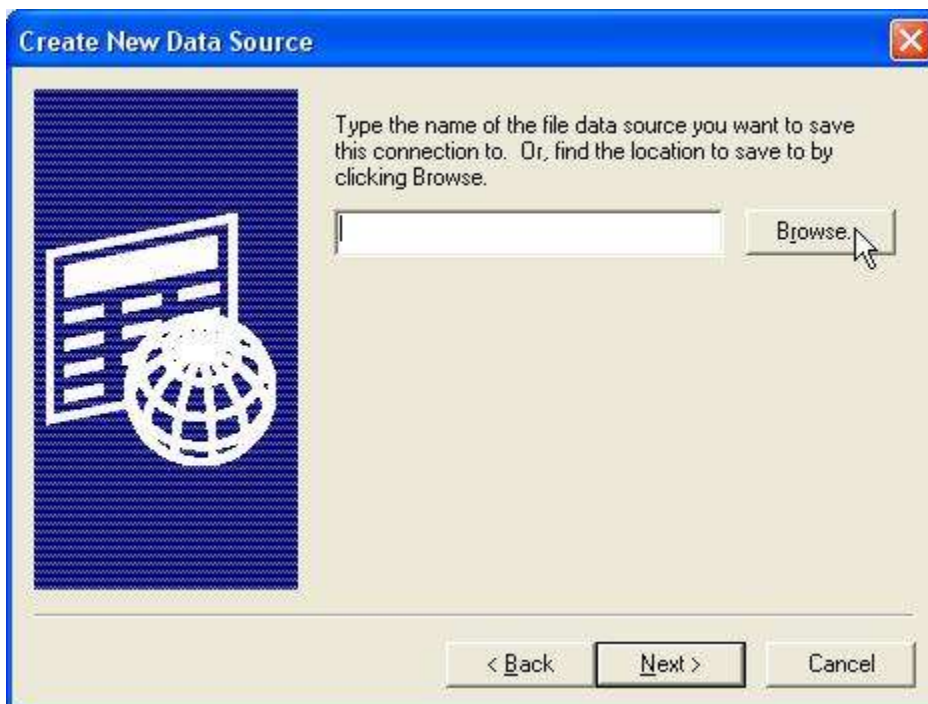 Create New Data Source
Type the name of the file data source you want to save
this connection to.  Or, find the location to save to by
clicking Browse.
Browse..
< Back
Next >
Cancel